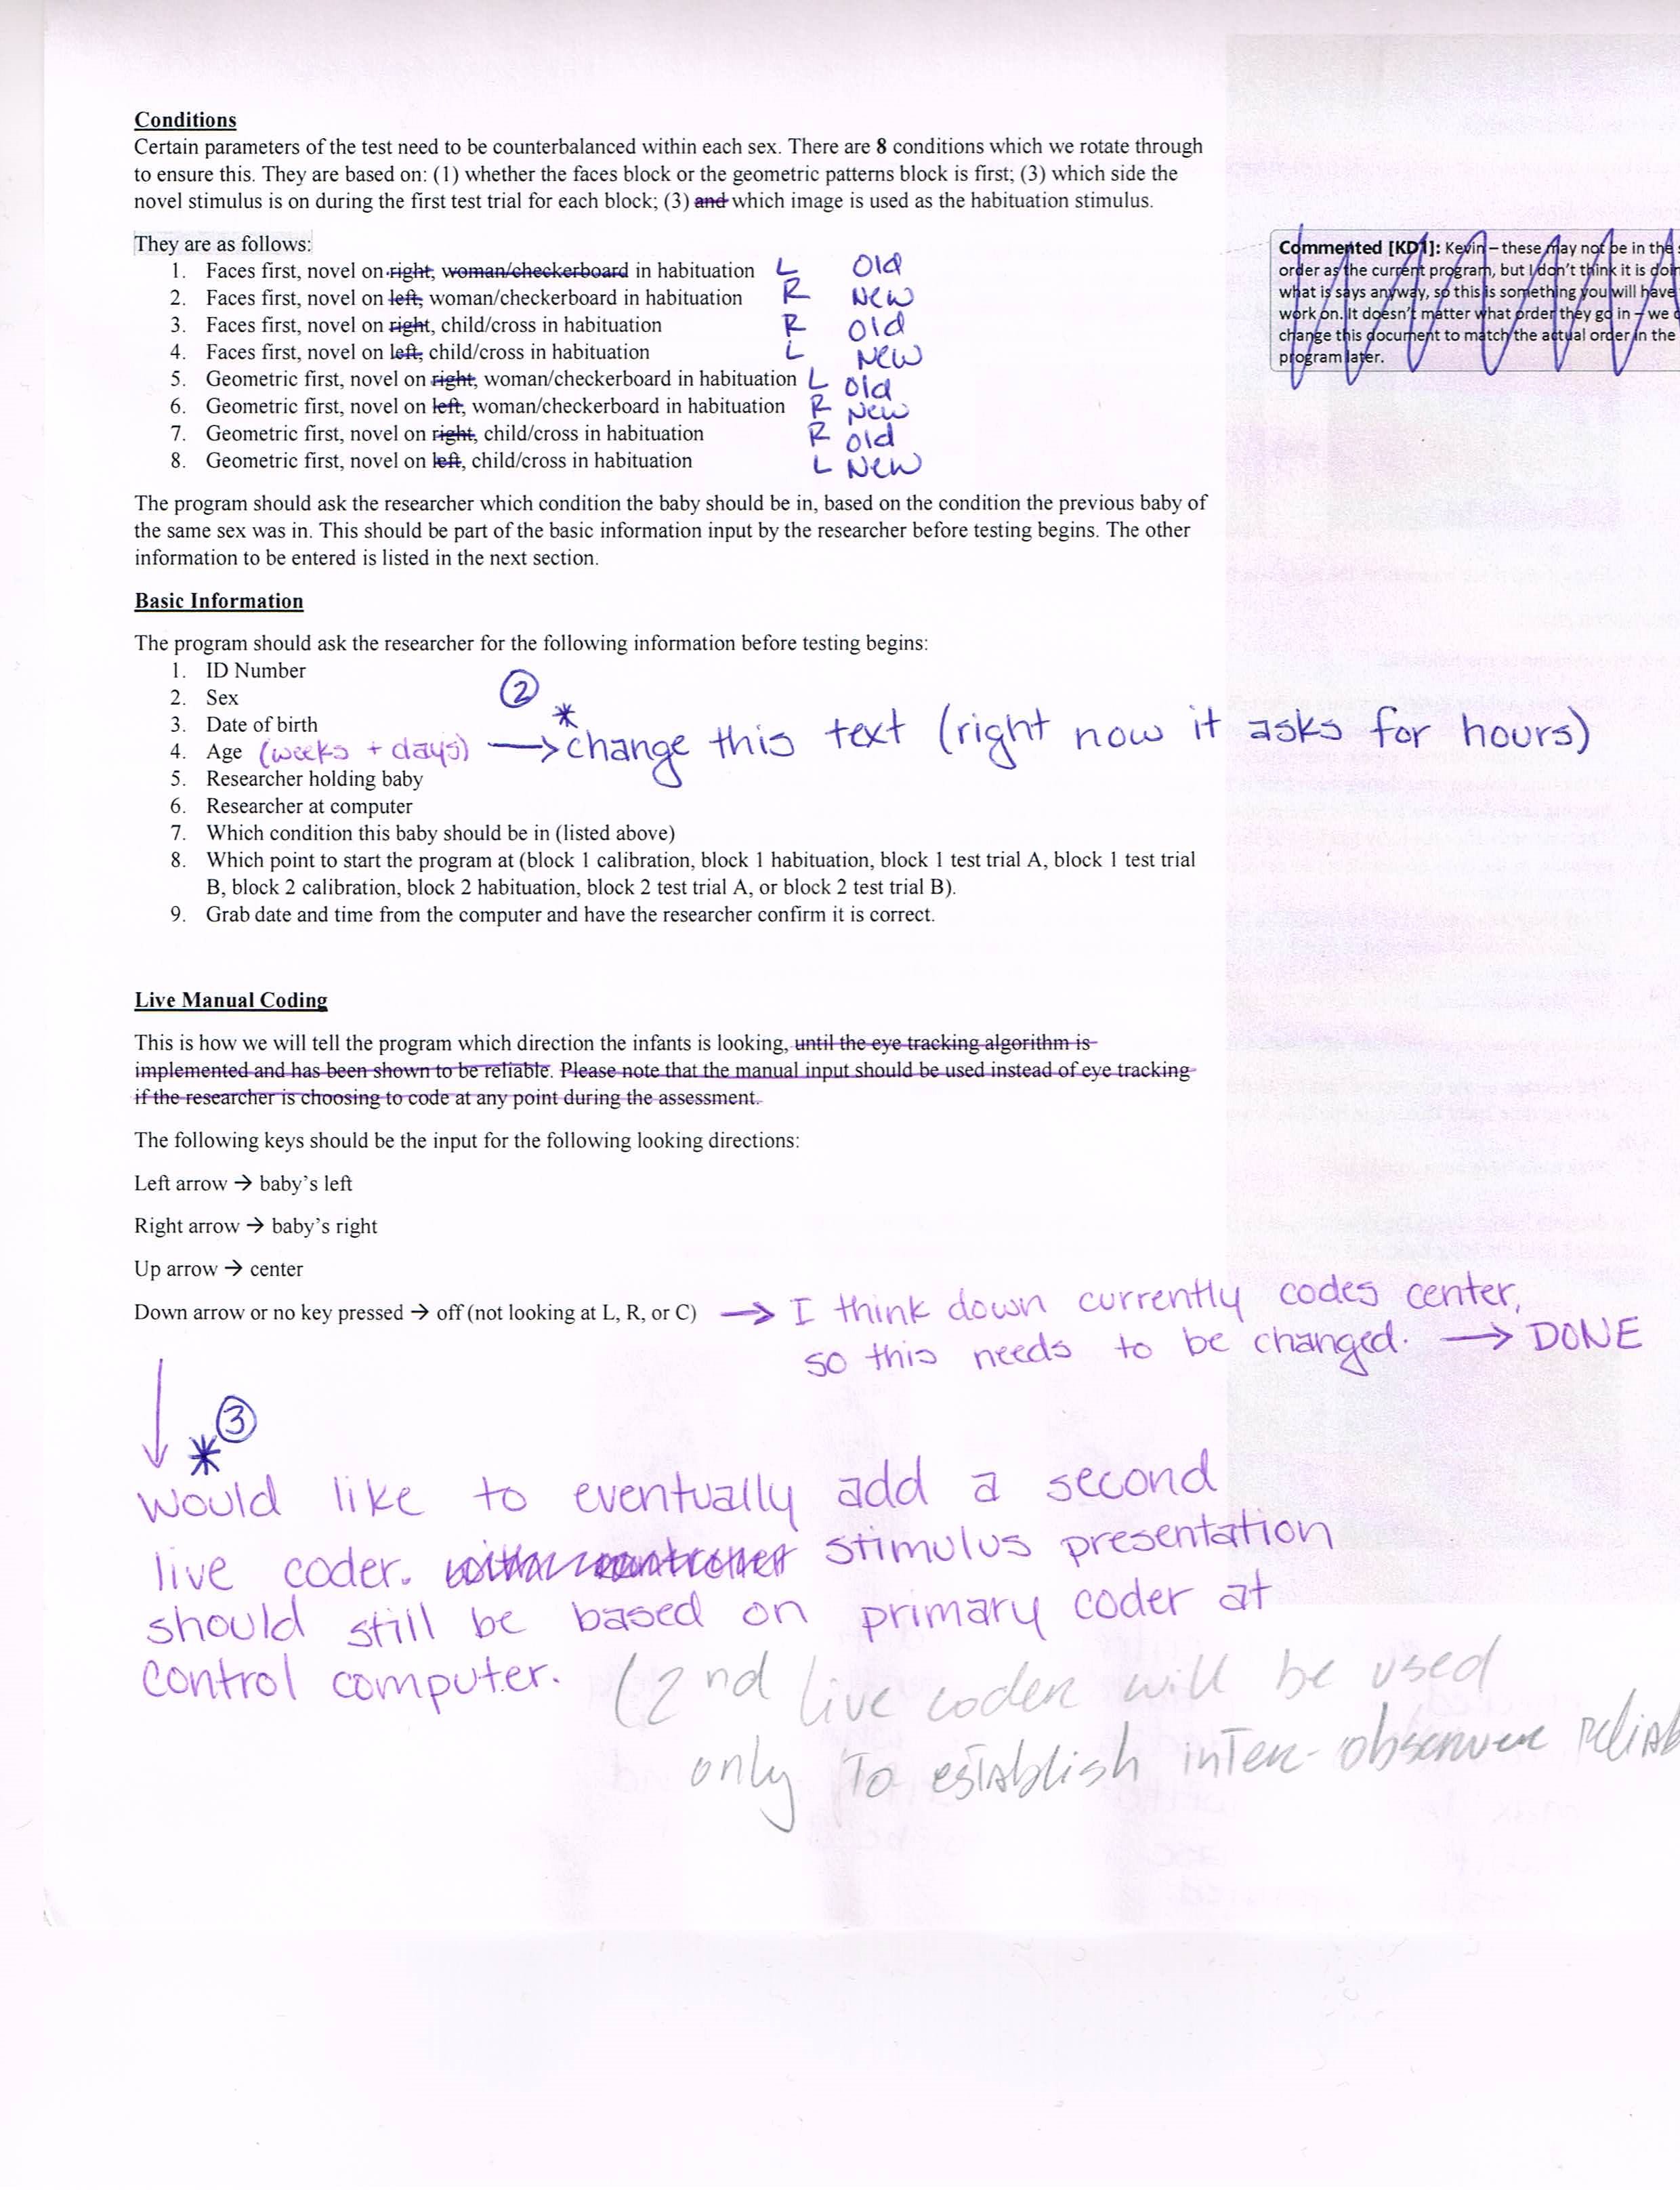 Conditions
Certain parameters of the test need to be counterbalanced within each sex. There are 8 conditions which we rotate through
to ensure this. They are based on: (1) whether the faces block or the geometric patterns block is first; (3) which side the
novel stimulus is on during the first test trial for each block; (3) and which image is used as the habituation stimulus.
They are as follows:
1. Faces first, novel on right, woman/checkerboard in habituation L Old
2. Faces first, novel on left, woman/checkerboard in habituation R New
3. Faces first, novel on right, child/cross in habituation R Old
4. Faces first, novel on left, child/cross in habituation L New
5. Geometric first, novel on right, woman/checkerboard in habituation L Old
6. Geometric first, novel on left, woman/checkerboard in habituation R New
7. Geometric first, novel on right, child/cross in habituation R Old
8. Geometric first, novel on left, child/cross in habituation L New
Commented [KD1]: Kevin – these may not be in the
order as the current program, but I don't think it is
what is says anyway, so this is something you will have
work on. It doesn't matter what order they go in – we
change this document to match the actual order in the
program later.
The program should ask the researcher which condition the baby should be in, based on the condition the previous baby of
the same sex was in. This should be part of the basic information input by the researcher before testing begins. The other
information to be entered is listed in the next section.
Basic Information
The program should ask the researcher for the following information before testing begins:
1. ID Number
2. Sex
3. Date of birth
② *
4. Age (weeks + days) → change this text (right now it asks for hours)
5. Researcher holding baby
6. Researcher at computer
7. Which condition this baby should be in (listed above)
8. Which point to start the program at (block 1 calibration, block 1 habituation, block 1 test trial A, block 1 test trial
B, block 2 calibration, block 2 habituation, block 2 test trial A, or block 2 test trial B).
9. Grab date and time from the computer and have the researcher confirm it is correct.
Live Manual Coding
This is how we will tell the program which direction the infants is looking, until the eye tracking algorithm is
implemented and has been shown to be reliable. Please note that the manual input should be used instead of eye tracking
if the researcher is choosing to code at any point during the assessment.
The following keys should be the input for the following looking directions:
Left arrow → baby's left
Right arrow → baby's right
Up arrow → center
Down arrow or no key pressed → off (not looking at L, R, or C) → I think down currently codes center,
so this needs to be changed. → DONE
③
*
would like to eventually add a second
live coder. stimulus presentation
should still be based on primary coder at
control computer. (2nd live coder will be used
only to establish inter-observer